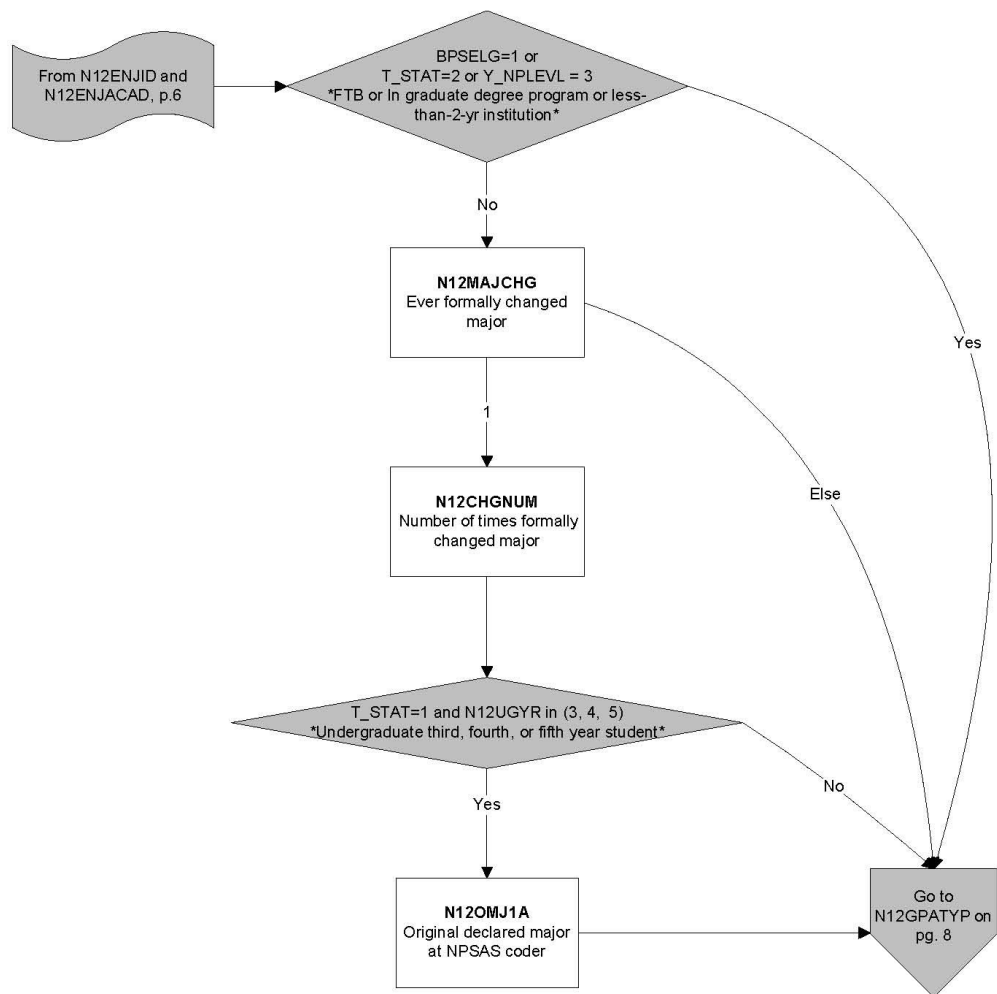 From N12ENJID and
N12ENJACAD, p.6
BPSELG=1 or
T_STAT=2 or Y_NPLEVL = 3
*FTB or In graduate degree program or less-
than-2-yr institution*
No
Yes
N12MAJCHG
Ever formally changed
major
1
Else
N12CHGNUM
Number of times formally
changed major
T_STAT=1 and N12UGYR in (3, 4, 5)
*Undergraduate third, fourth, or fifth year student*
No
Yes
N12OMJ1A
Original declared major
at NPSAS coder
Go to
N12GPATYP on
pg. 8